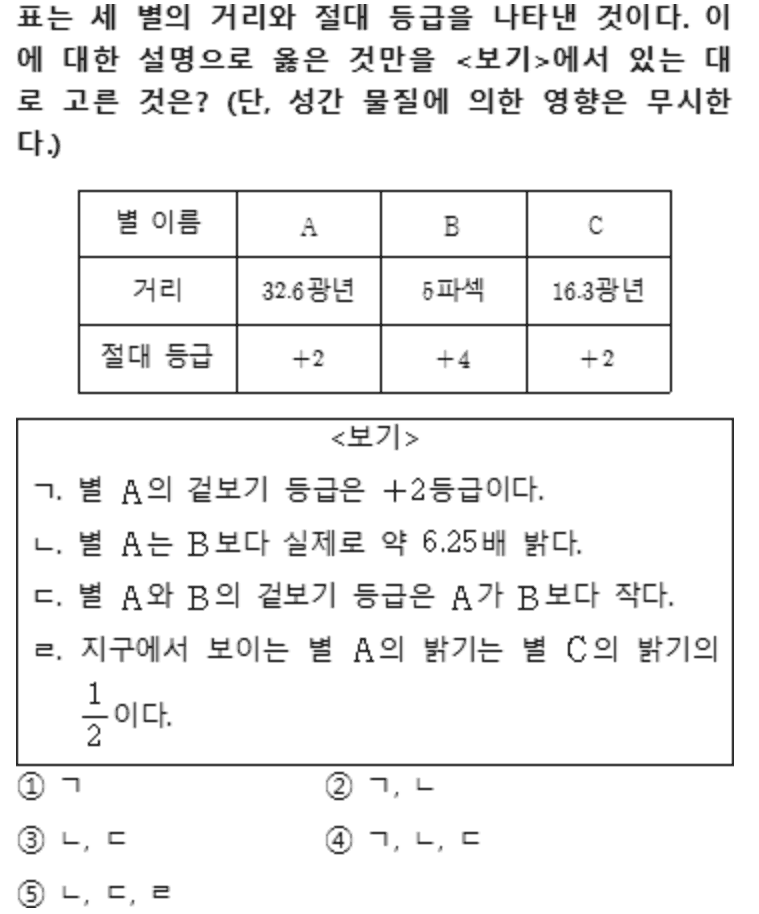 표는 세 별의 거리와 절대 등급을 나타낸 것이다. 이
에 대한 설명으로 옳은 것만을 <보기>에서 있는 대
로 고른 것은? (단, 성간 물질에 의한 영향은 무시한
다.)
별 이름 A B C
거리 32.6광년 5파섹 16.3광년
절대 등급 +2 +4 +2
<보기>
ㄱ. 별 A의 겉보기 등급은 +2등급이다.
ㄴ. 별 A는 B보다 실제로 약 6.25배 밝다.
ㄷ. 별 A와 B의 겉보기 등급은 A가 B보다 작다.
ㄹ. 지구에서 보이는 별 A의 밝기는 별 C의 밝기의
1/2이다.
① ㄱ ② ㄱ, ㄴ
③ ㄴ, ㄷ ④ ㄱ, ㄴ, ㄷ
⑤ ㄴ, ㄷ, ㄹ